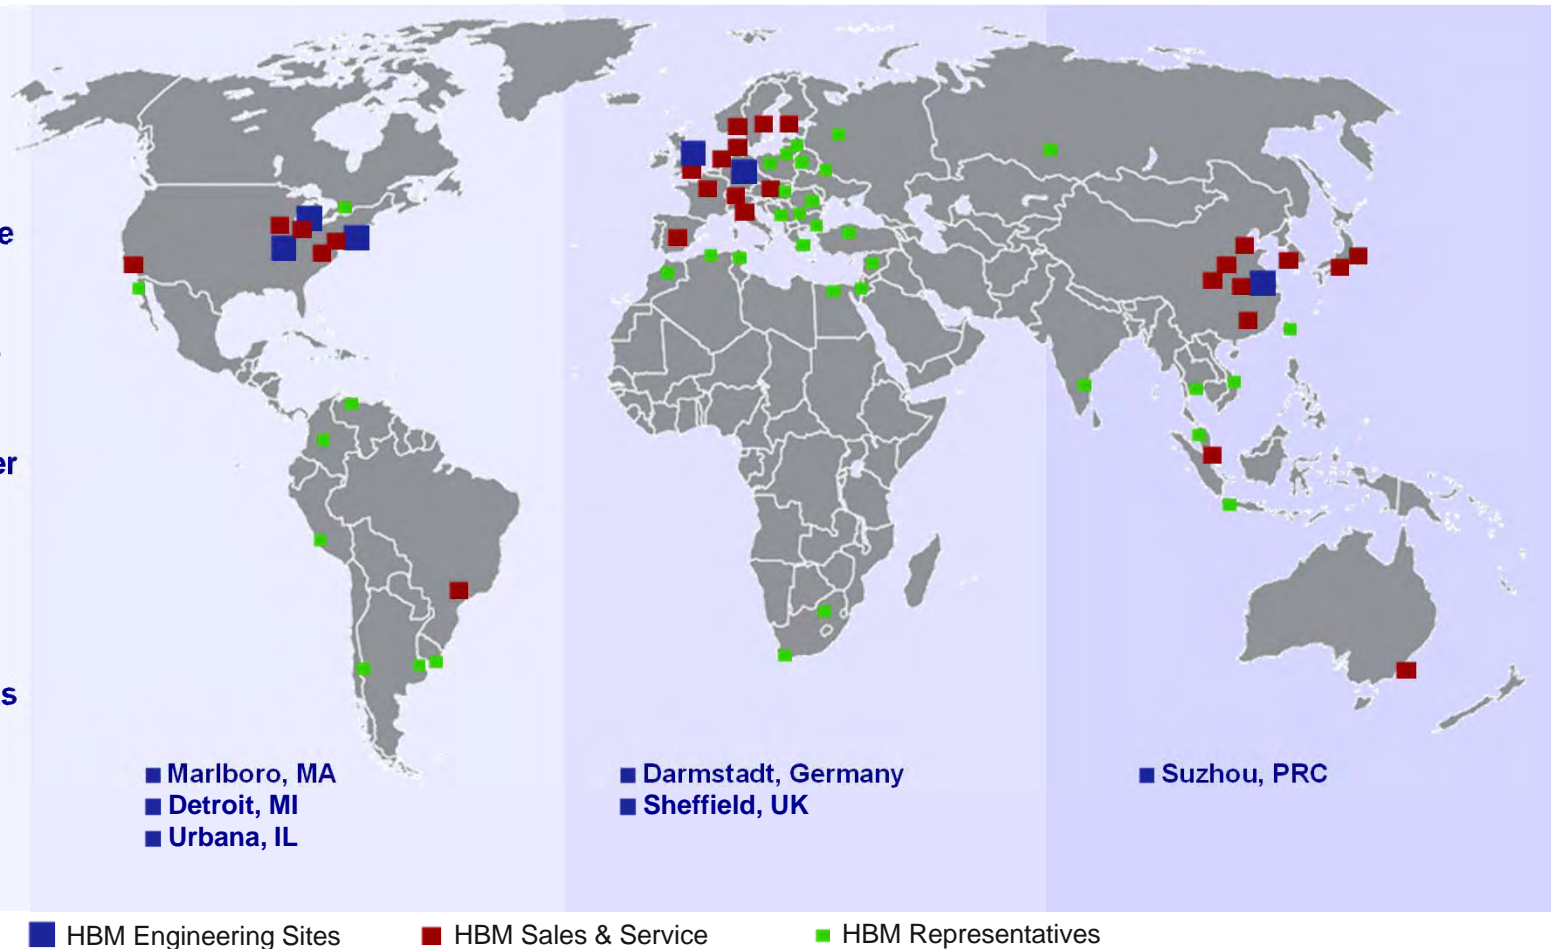 e
er
s
Marlboro, MA
Detroit, MI
Urbana, IL
Darmstadt, Germany
Sheffield, UK
Suzhou, PRC
HBM Engineering Sites
HBM Sales & Service
HBM Representatives